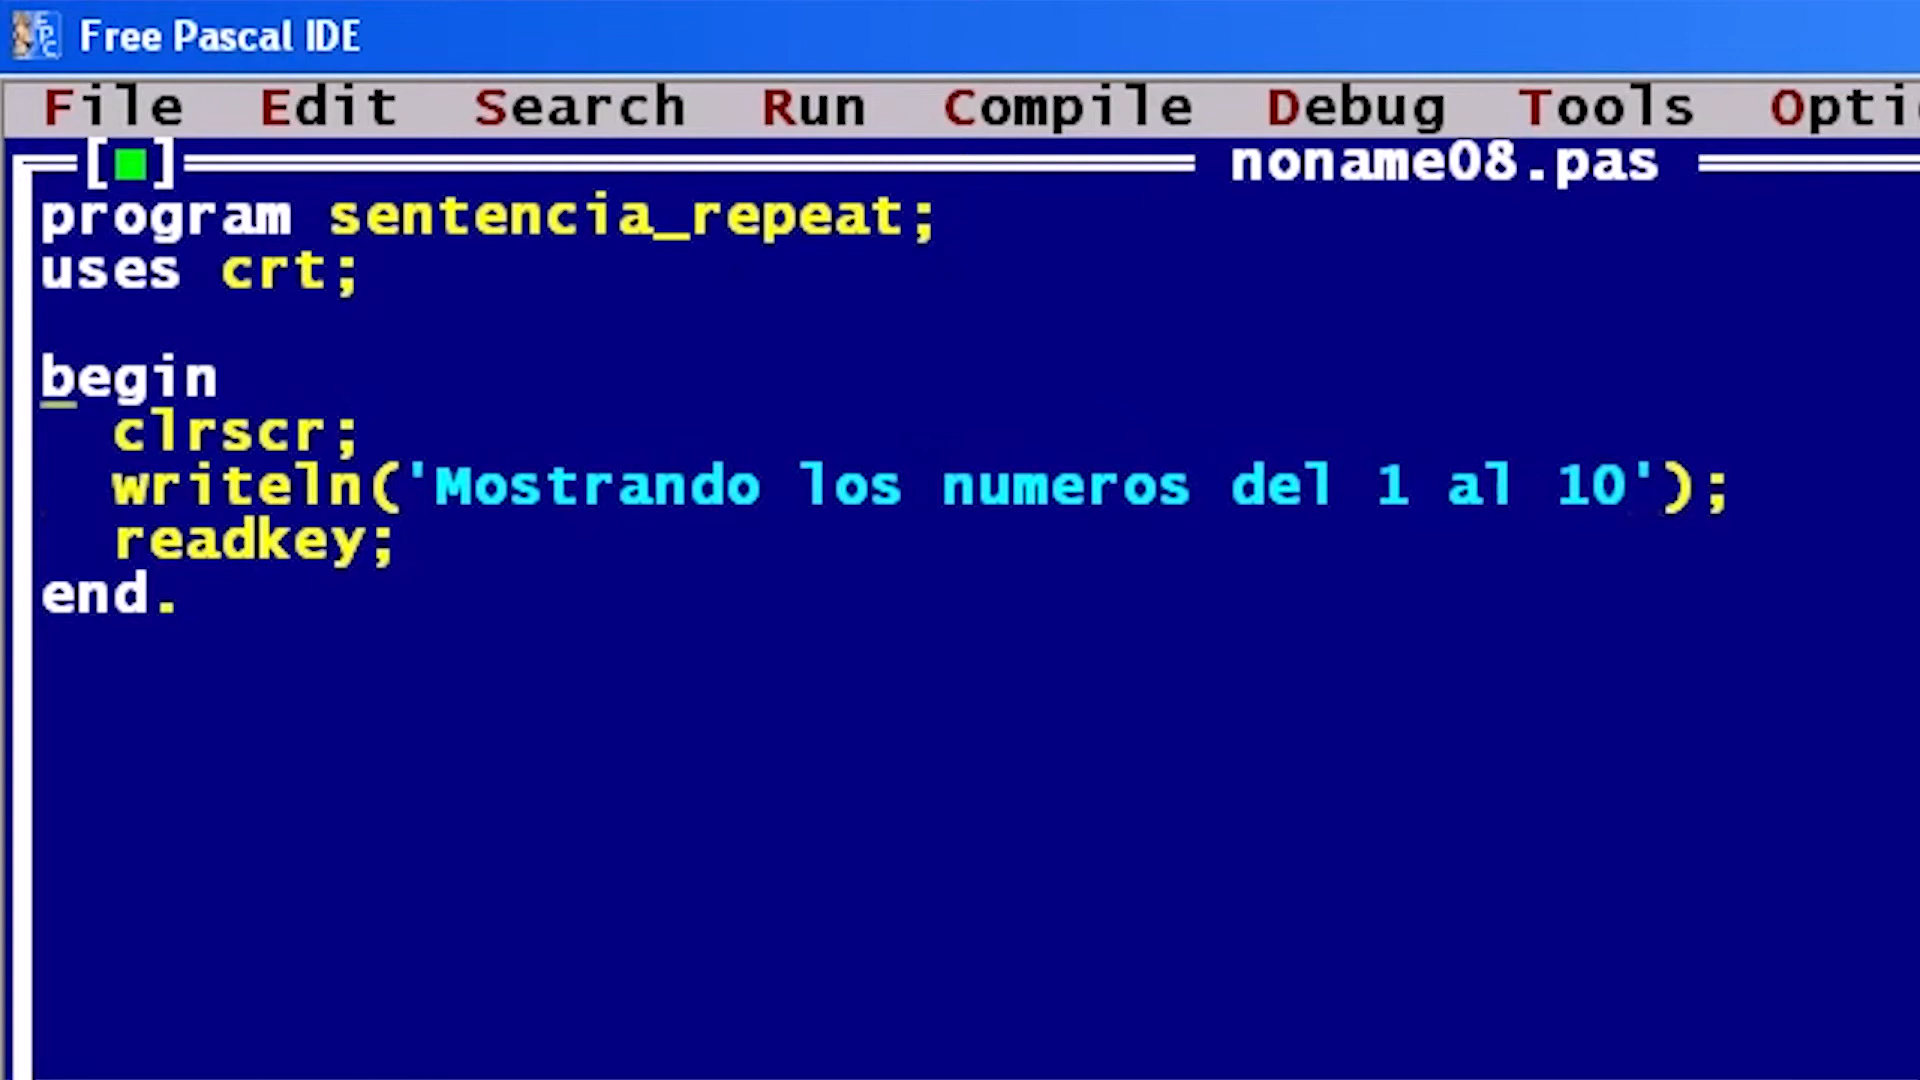 Free Pascal IDE
File Edit Search Run Compile Debug Tools Opti
noname08.pas
program sentencia_repeat;
uses crt;
begin
clrscr;
writeln('Mostrando los numeros del 1 al 10');
readkey;
end.